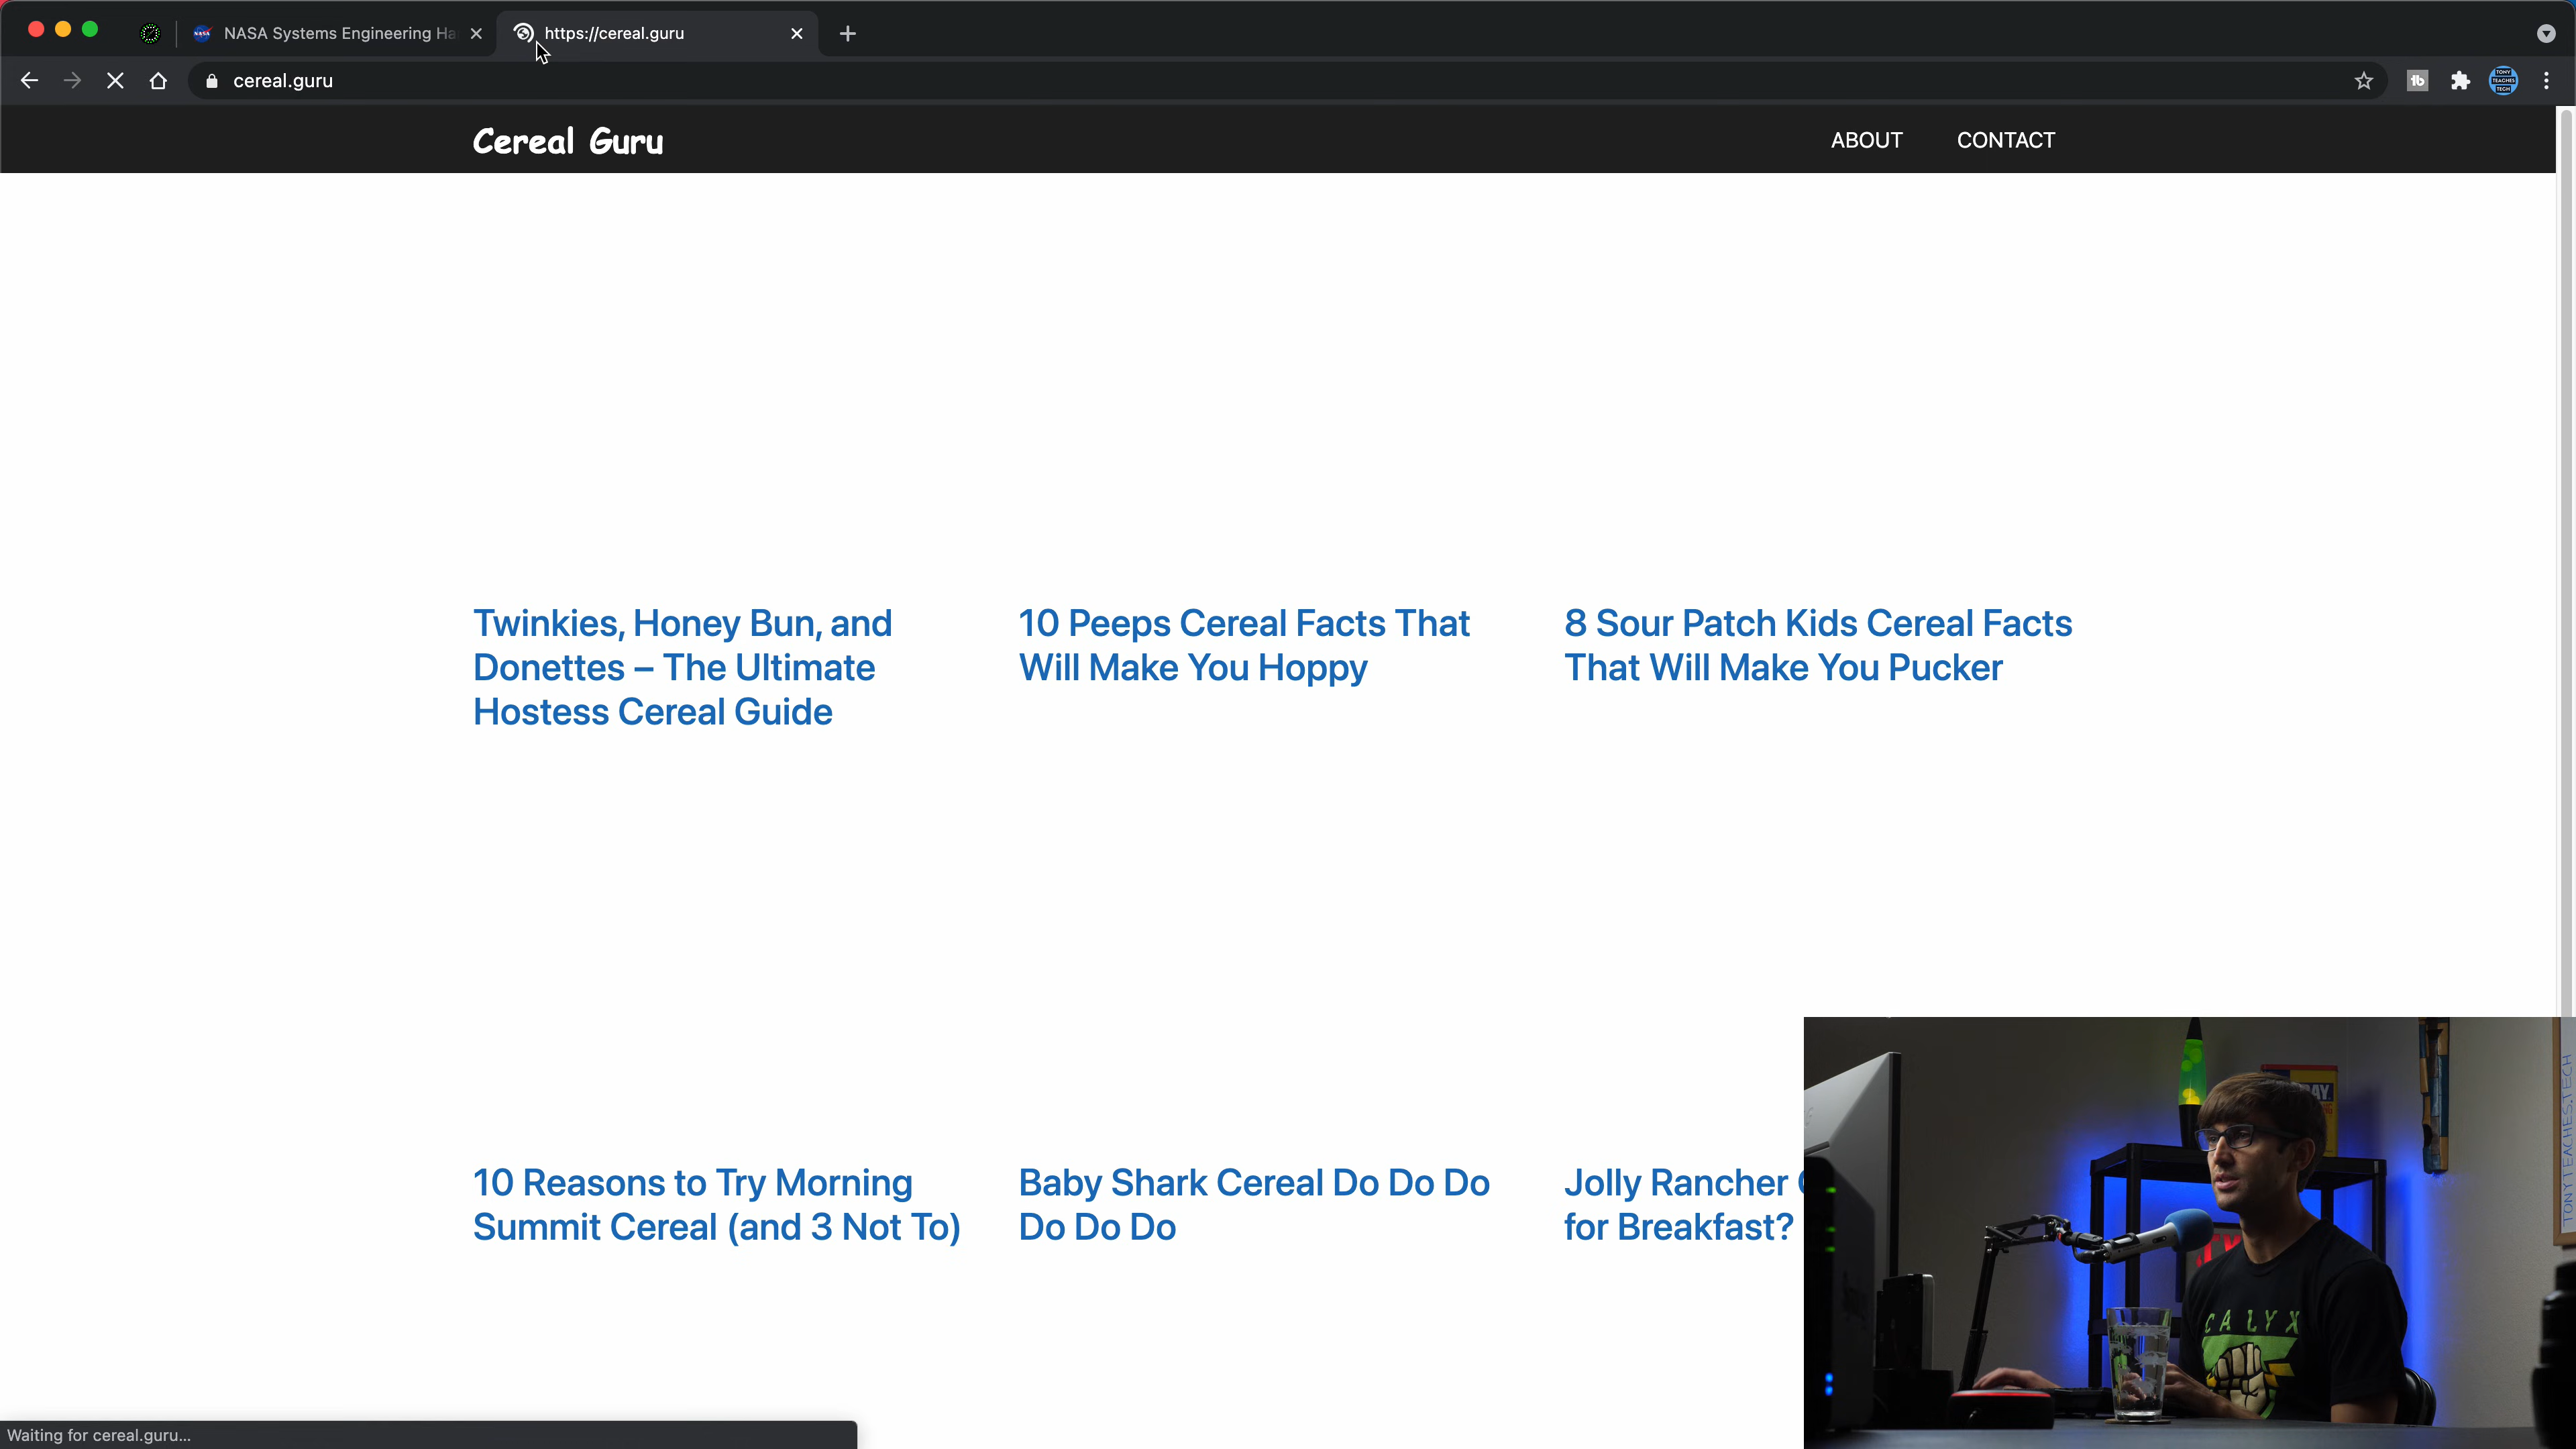 NASA Systems Engineering Ha
https://cereal.guru
cereal.guru
Cereal Guru
ABOUT
CONTACT
Twinkies, Honey Bun, and
Donettes – The Ultimate
Hostess Cereal Guide
10 Peeps Cereal Facts That
Will Make You Hoppy
8 Sour Patch Kids Cereal Facts
That Will Make You Pucker
10 Reasons to Try Morning
Summit Cereal (and 3 Not To)
Baby Shark Cereal Do Do Do
Do Do Do
Jolly Rancher
for Breakfast?
TONYTEACHES.TECH
CALYX
Waiting for cereal.guru...